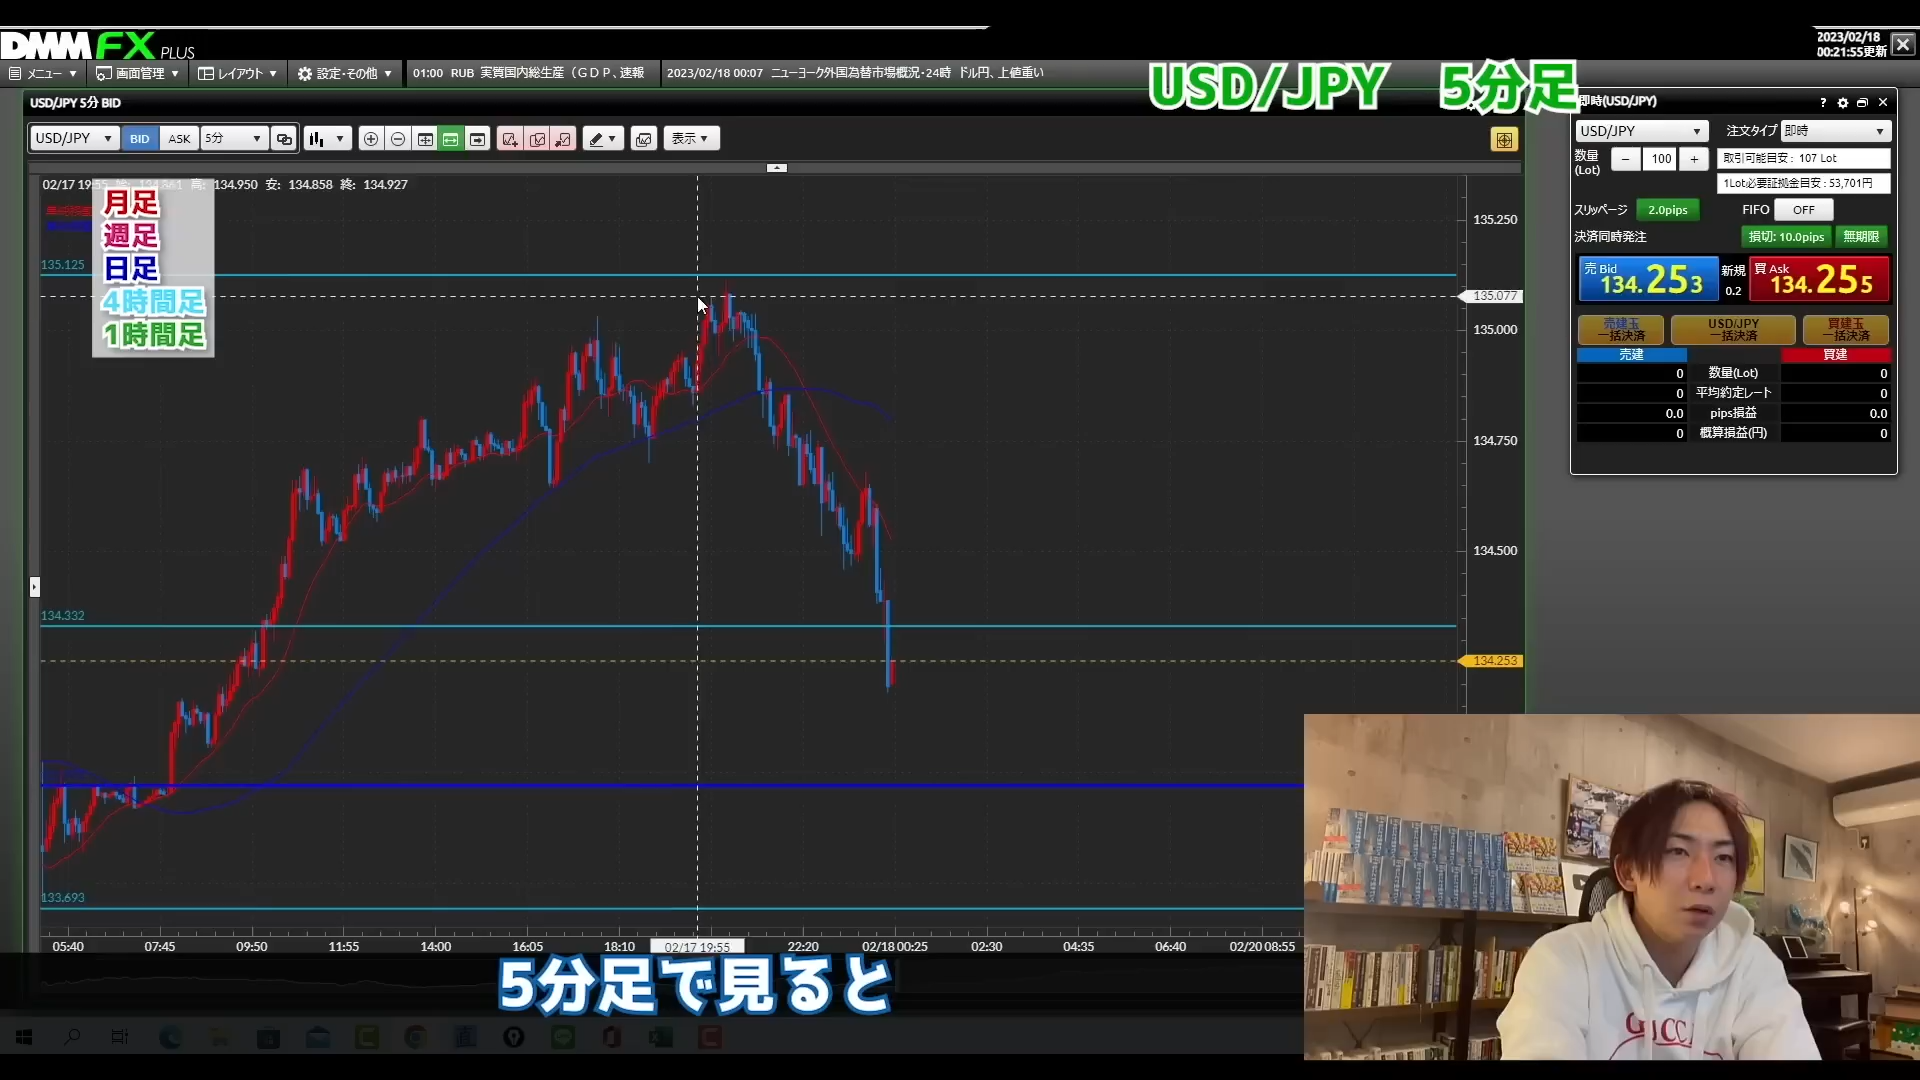 DMM FX PLUS
2023/02/18
00:21:55更新
メニュー
画面管理
レイアウト
設定・その他
01:00 RUB 実質国内総生産（ＧＤＰ、速報
2023/02/18 00:07 ニューヨーク外国為替市場概況・24時 ドル円、上値重い
USD/JPY 5分足
USD/JPY 5分 BID
USD/JPY
BID
ASK
5分
表示
02/17 19:55
高: 134.950 安: 134.858 終: 134.927
月足
週足
日足
4時間足
1時間足
135.125
134.332
133.693
135.250
135.077
135.000
134.750
134.500
134.253
05:40
07:45
09:50
11:55
14:00
16:05
18:10
02/17 19:55
22:20
02/18 00:25
02:30
04:35
06:40
02/20 08:55
即時(USD/JPY)
USD/JPY
注文タイプ 即時
数量
(Lot)
− 100 +
取引可能目安： 107 Lot
1Lot必要証拠金目安：53,701円
スリッページ 2.0pips
FIFO OFF
決済同時発注
損切: 10.0pips
無期限
売 Bid
134.253
新規
0.2
買 Ask
134.255
売建玉
一括決済
USD/JPY
一括決済
買建玉
一括決済
売建
買建
0 数量(Lot) 0
0 平均約定レート 0
0.0 pips損益 0.0
0 概算損益(円) 0
5分足で見ると